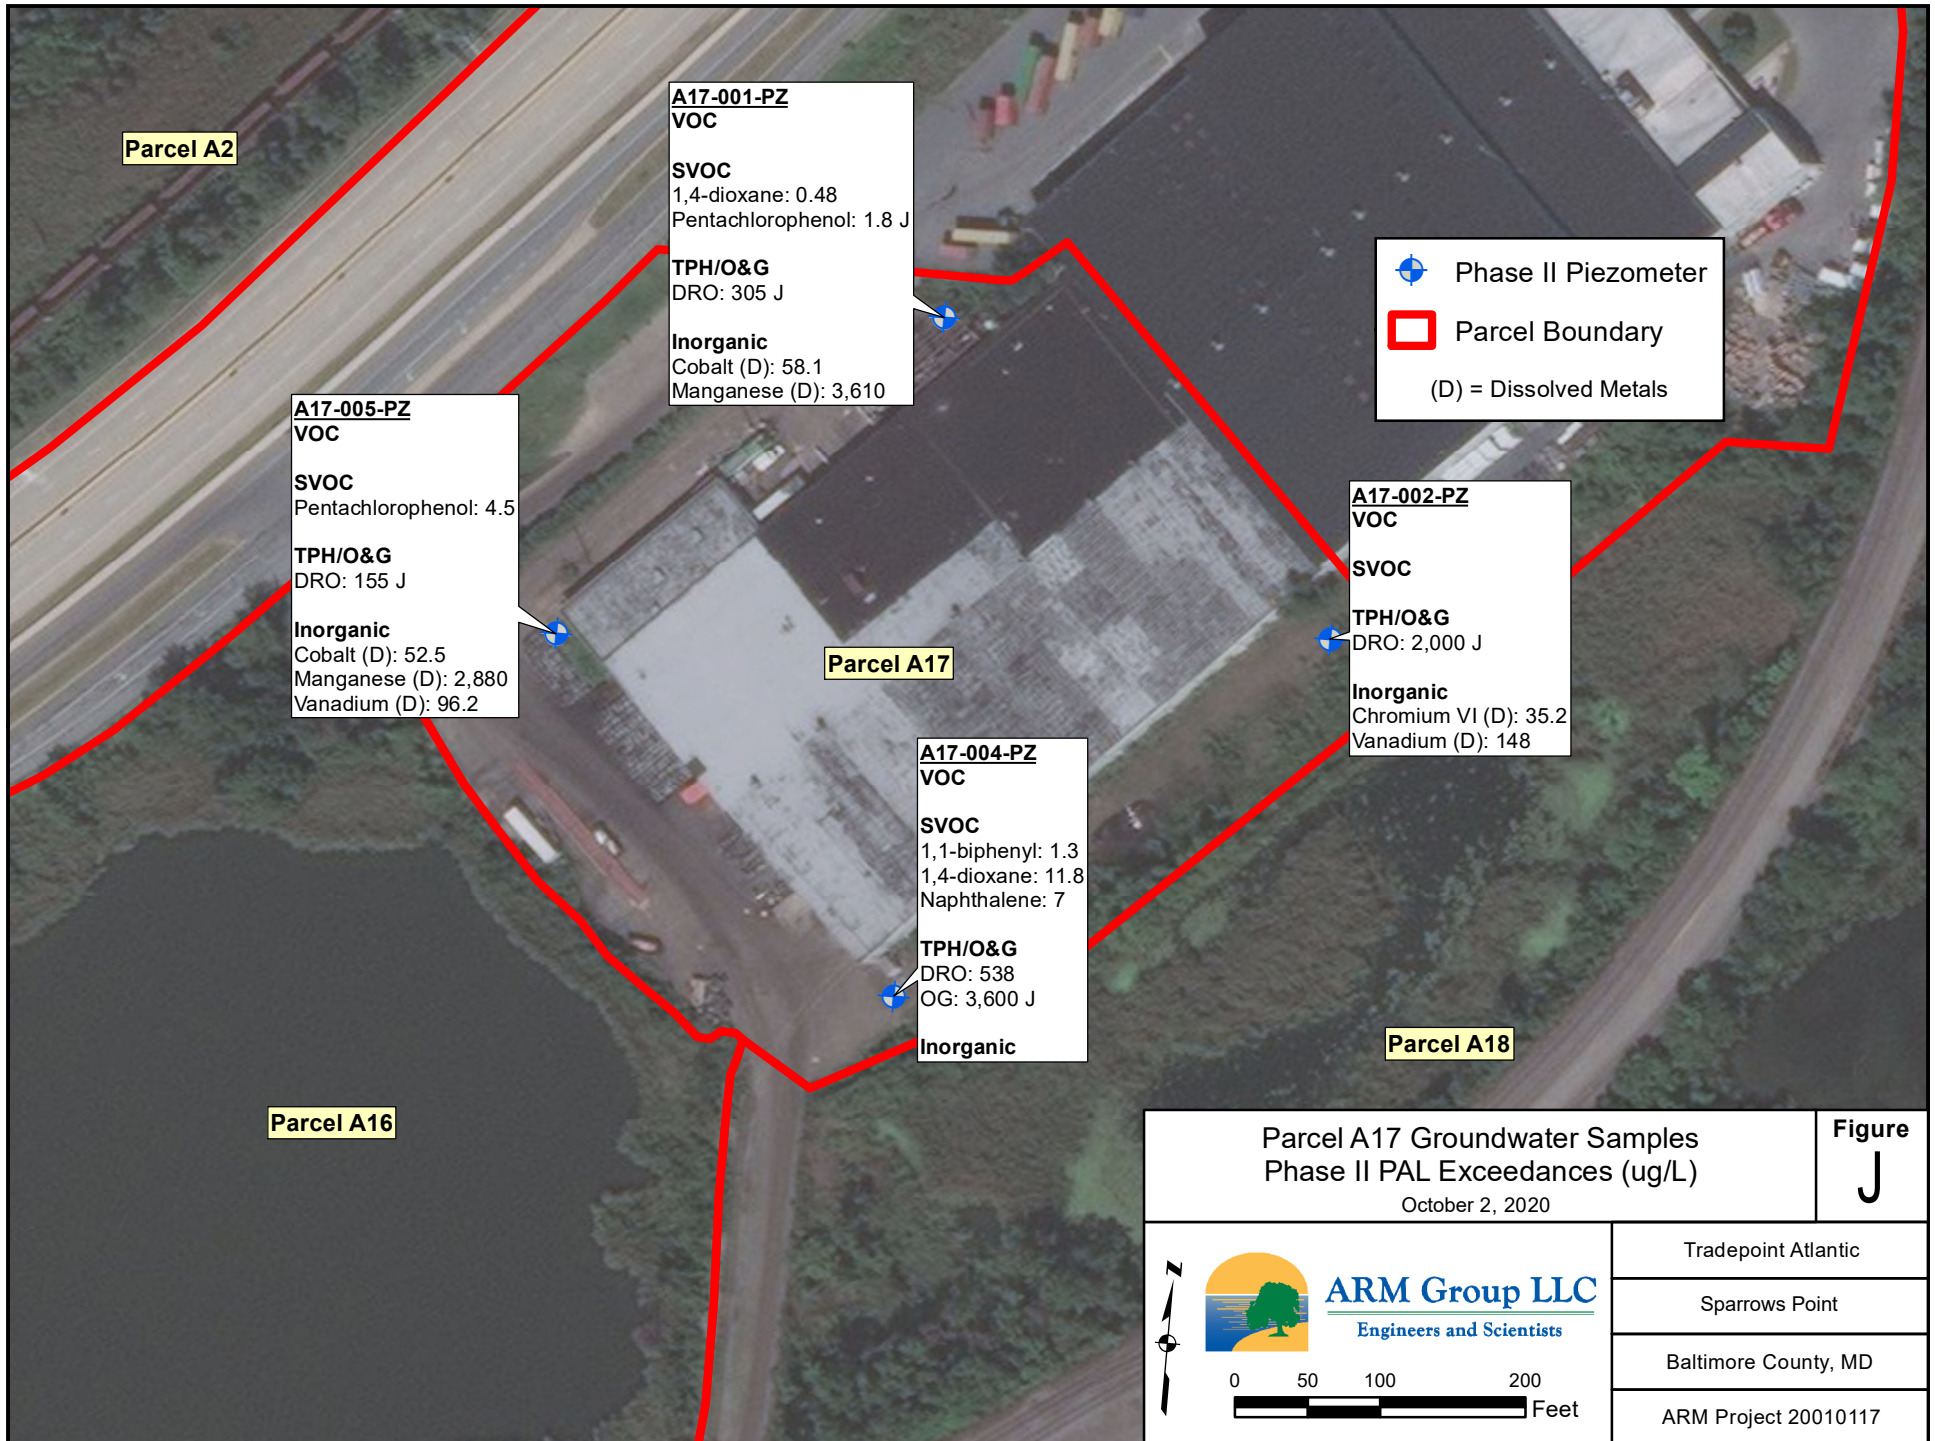 Parcel A2
A17-001-PZ
VOC
SVOC
1,4-dioxane: 0.48
Pentachlorophenol: 1.8 J
TPH/O&G
DRO: 305 J
Inorganic
Cobalt (D): 58.1
Manganese (D): 3,610
Phase II Piezometer
Parcel Boundary
(D) = Dissolved Metals
A17-005-PZ
VOC
SVOC
Pentachlorophenol: 4.5
TPH/O&G
DRO: 155 J
Inorganic
Cobalt (D): 52.5
Manganese (D): 2,880
Vanadium (D): 96.2
A17-002-PZ
VOC
SVOC
TPH/O&G
DRO: 2,000 J
Inorganic
Chromium VI (D): 35.2
Vanadium (D): 148
Parcel A17
A17-004-PZ
VOC
SVOC
1,1-biphenyl: 1.3
1,4-dioxane: 11.8
Naphthalene: 7
TPH/O&G
DRO: 538
OG: 3,600 J
Inorganic
Parcel A18
Parcel A16
Parcel A17 Groundwater Samples
Phase II PAL Exceedances (ug/L)
October 2, 2020
Figure
J
Z
ARM Group LLC
Engineers and Scientists
0 50 100 200
Feet
Tradepoint Atlantic
Sparrows Point
Baltimore County, MD
ARM Project 20010117